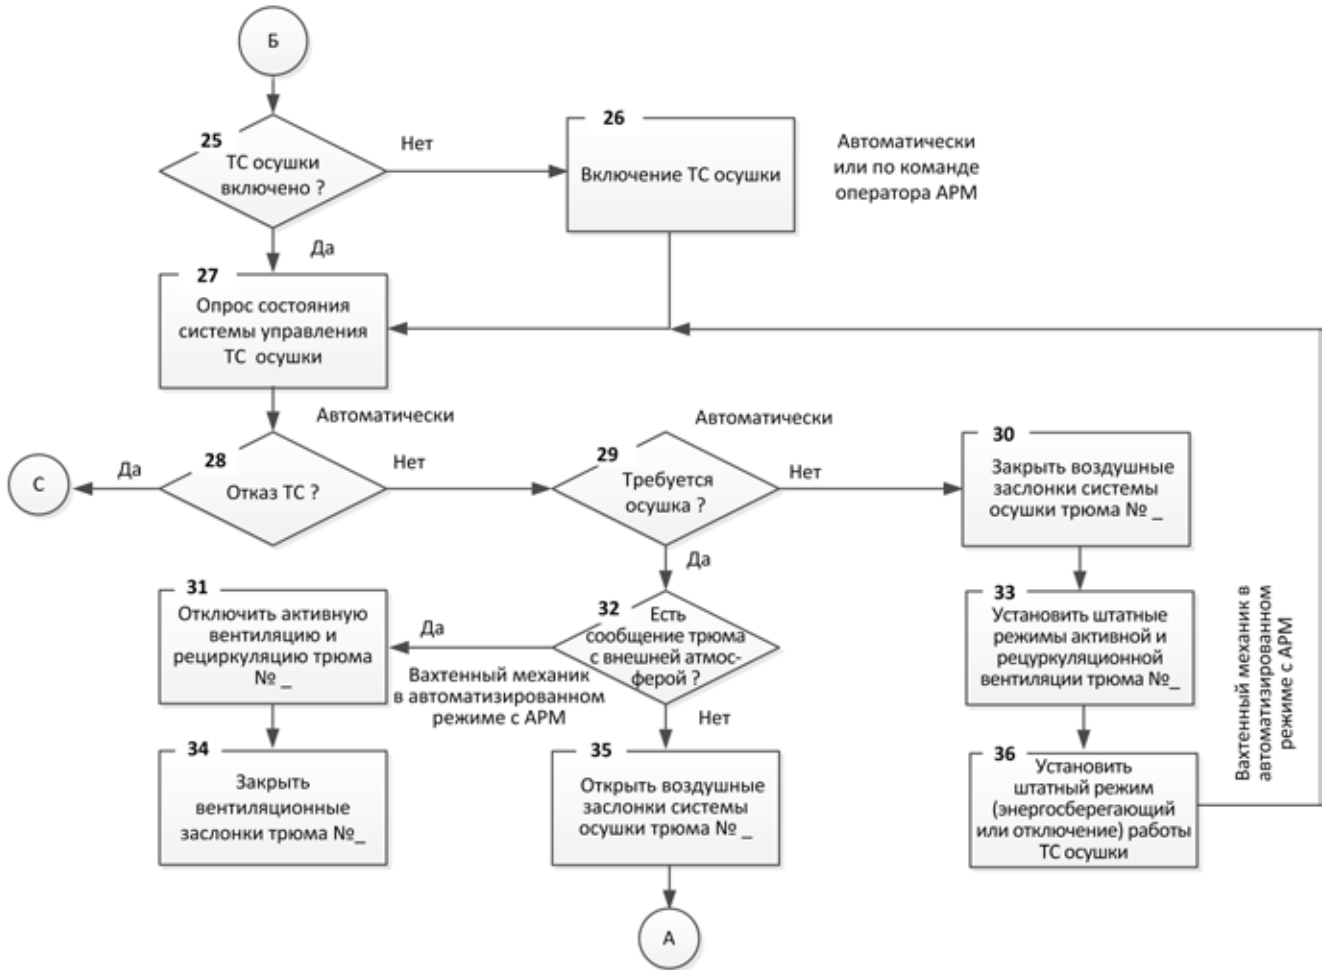 Б
25
ТС осушки
включено ?
Нет
26
Включение ТС осушки
Автоматически
или по команде
оператора АРМ
Да
27
Опрос состояния
системы управления
ТС осушки
Автоматически
28
Отказ ТС ?
Да
С
Нет
Автоматически
29
Требуется
осушка ?
Нет
30
Закрыть воздушные
заслонки системы
осушки трюма № _
Да
31
Отключить активную
вентиляцию и
рециркуляцию трюма
№ _
Да
32
Есть
сообщение трюма
с внешней атмос-
ферой ?
33
Установить штатные
режимы активной и
рецуркуляционной
вентиляции трюма №_
Вахтенный механик в
автоматизированном
режиме с АРМ
Вахтенный механик
в автоматизированном
режиме с АРМ
Нет
34
Закрыть
вентиляционные
заслонки трюма №_
35
Открыть воздушные
заслонки системы
осушки трюма № _
36
Установить
штатный режим
(энергосберегающий
или отключение) работы
ТС осушки
А